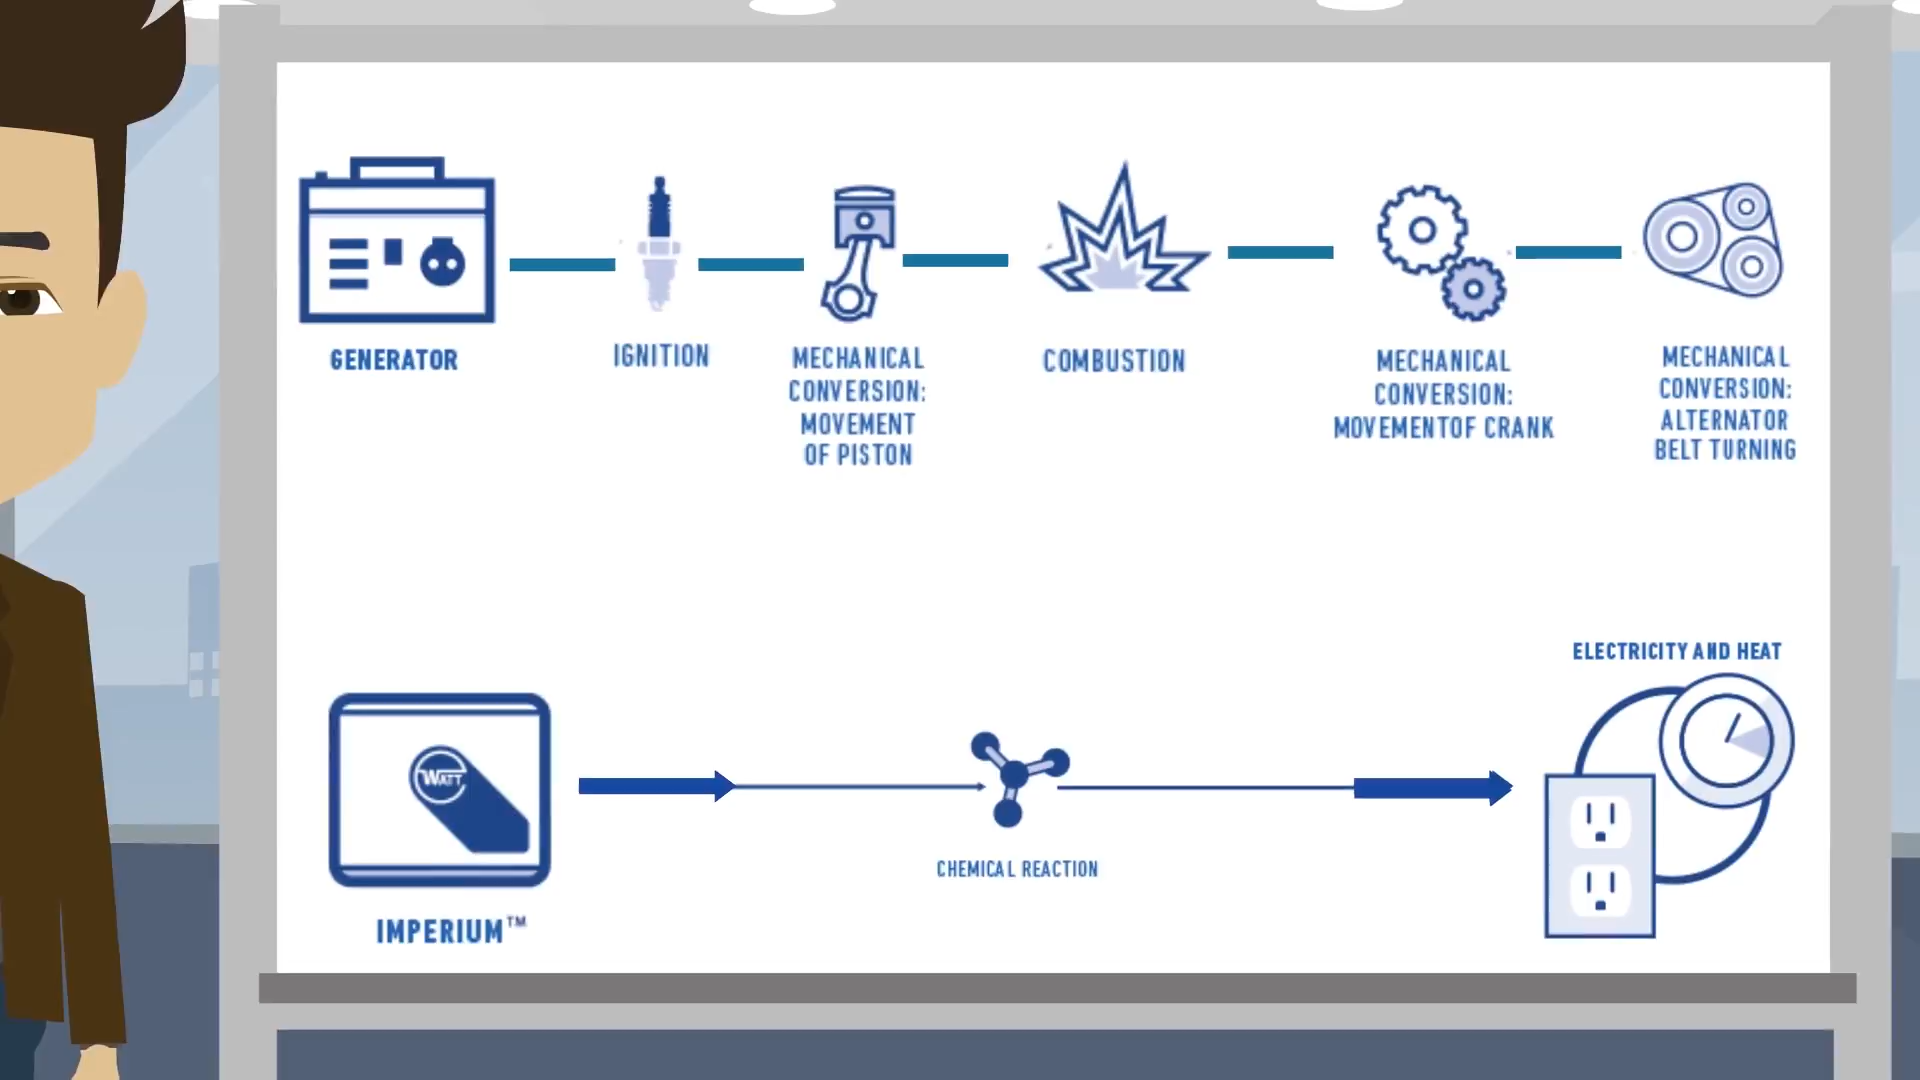 GENERATOR
IGNITION
MECHANICAL
CONVERSION:
MOVEMENT
OF PISTON
COMBUSTION
MECHANICAL
CONVERSION:
MOVEMENTOF CRANK
MECHANICAL
CONVERSION:
ALTERNATOR
BELT TURNING
ELECTRICITY AND HEAT
WATT
CHEMICAL REACTION
IMPERIUM™